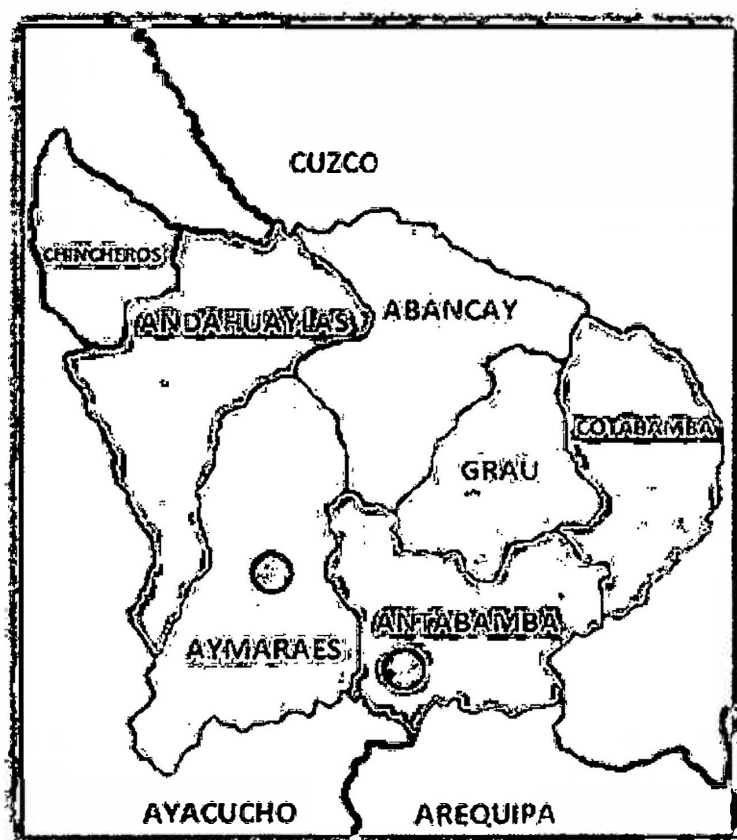 CUZCO
CHINCHEROS
ANDAHUAYLAS
ABANCAY
COTABAMBA
GRAU
ANTABAMBA
AYMARAES
AYACUCHO
AREQUIPA